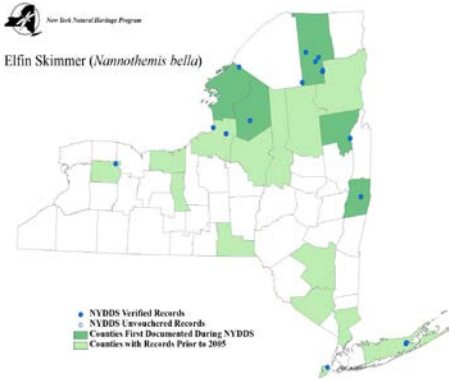 New York Natural Heritage Program
Elfin Skimmer (Nannothemis bella)
NYDDS Verified Records
NYDDS Unvouchered Records
Counties First Documented During NYDDS
Counties with Records Prior to 2005